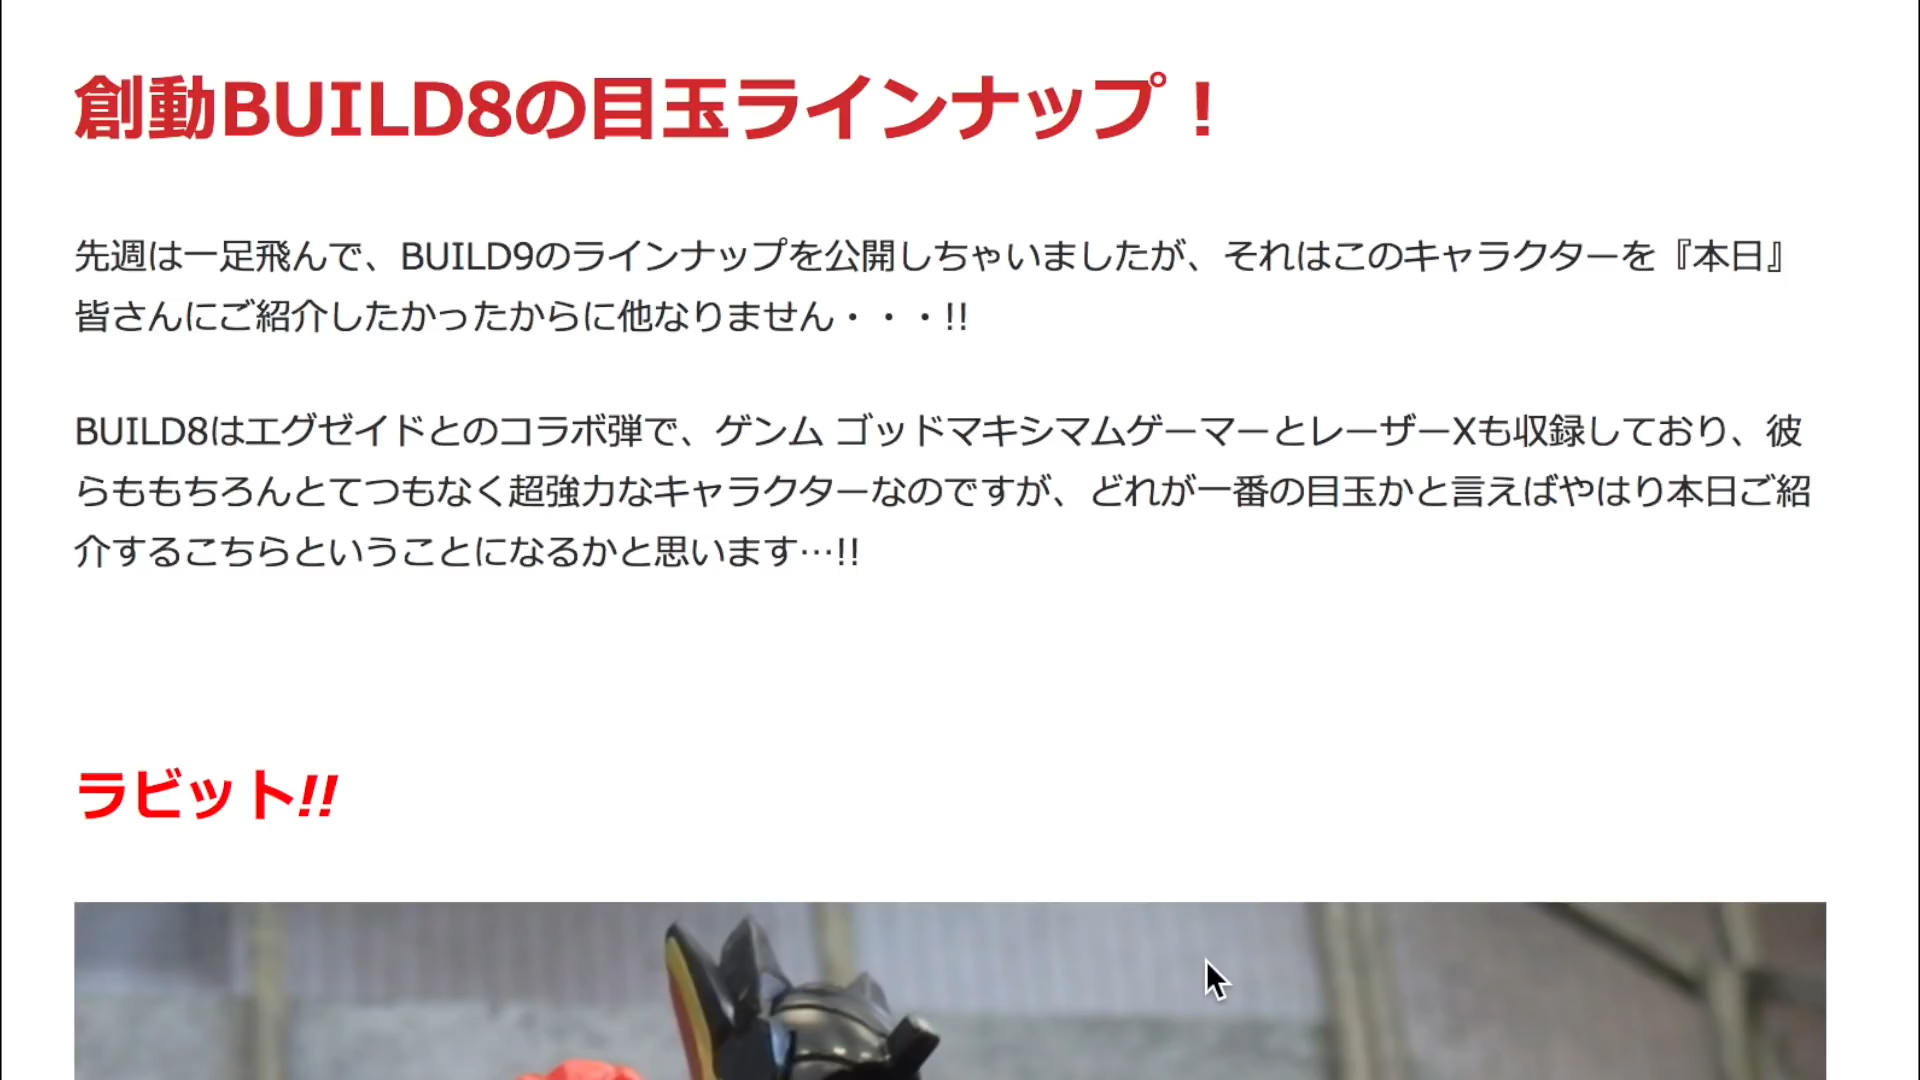 創動BUILD8の目玉ラインナップ！
先週は一足飛んで、BUILD9のラインナップを公開しちゃいましたが、それはこのキャラクターを『本日』
皆さんにご紹介したかったからに他なりません・・・!!
BUILD8はエグゼイドとのコラボ弾で、ゲンム ゴッドマキシマムゲーマーとレーザーXも収録しており、彼
らももちろんとてつもなく超強力なキャラクターなのですが、どれが一番の目玉かと言えばやはり本日ご紹
介するこちらということになるかと思います…!!
ラビット!!